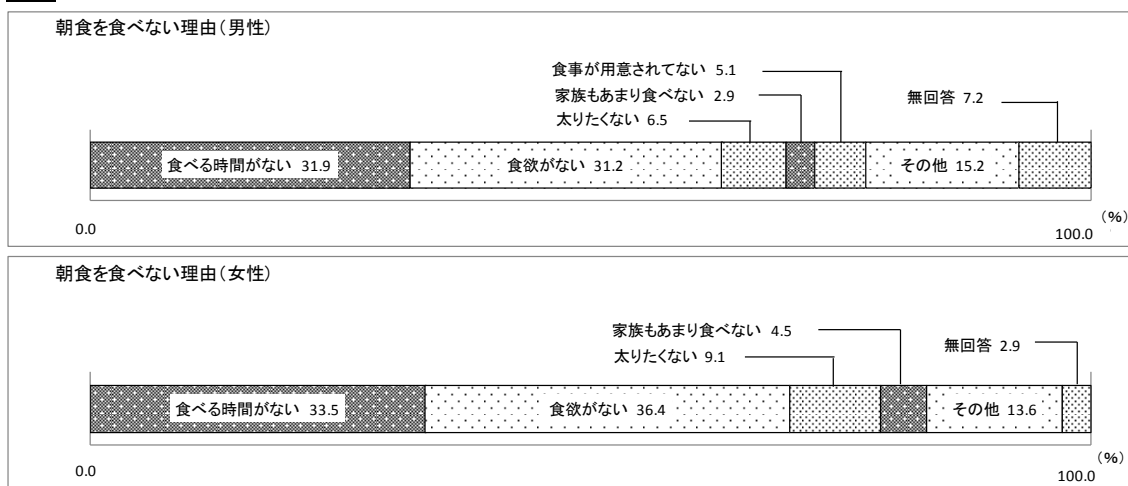 朝食を食べない理由(男性)
食事が用意されてない 5.1
家族もあまり食べない 2.9
無回答 7.2
太りたくない 6.5
食べる時間がない 31.9
食欲がない 31.2
その他 15.2
(%)
0.0
100.0
朝食を食べない理由(女性)
家族もあまり食べない 4.5
無回答 2.9
太りたくない 9.1
食べる時間がない 33.5
食欲がない 36.4
その他 13.6
(%)
0.0
100.0